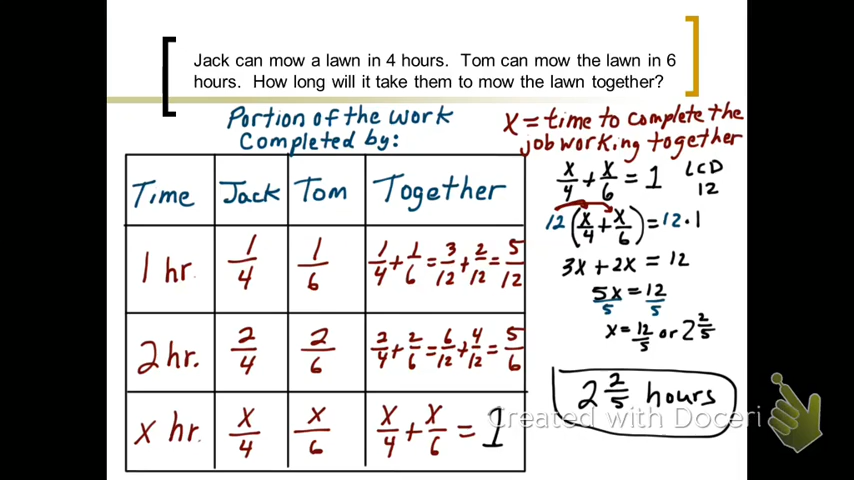 Jack can mow a lawn in 4 hours. Tom can mow the lawn in 6
hours. How long will it take them to mow the lawn together?
Portion of the work
Completed by:
Time Jack Tom Together
1 hr. 1/4 1/6 1/4 + 1/6 = 3/12 + 2/12 = 5/12
2 hr. 2/4 2/6 2/4 + 2/6 = 6/12 + 4/12 = 5/6
x hr. x/4 x/6 x/4 + x/6 = 1
x = time to complete the
job working together
x/4 + x/6 = 1 LCD
12
12 (x/4 + x/6) = 12 • 1
3x + 2x = 12
5x/5 = 12/5
x = 12/5 or 2 2/5
2 2/5 hours
Created with Doceri